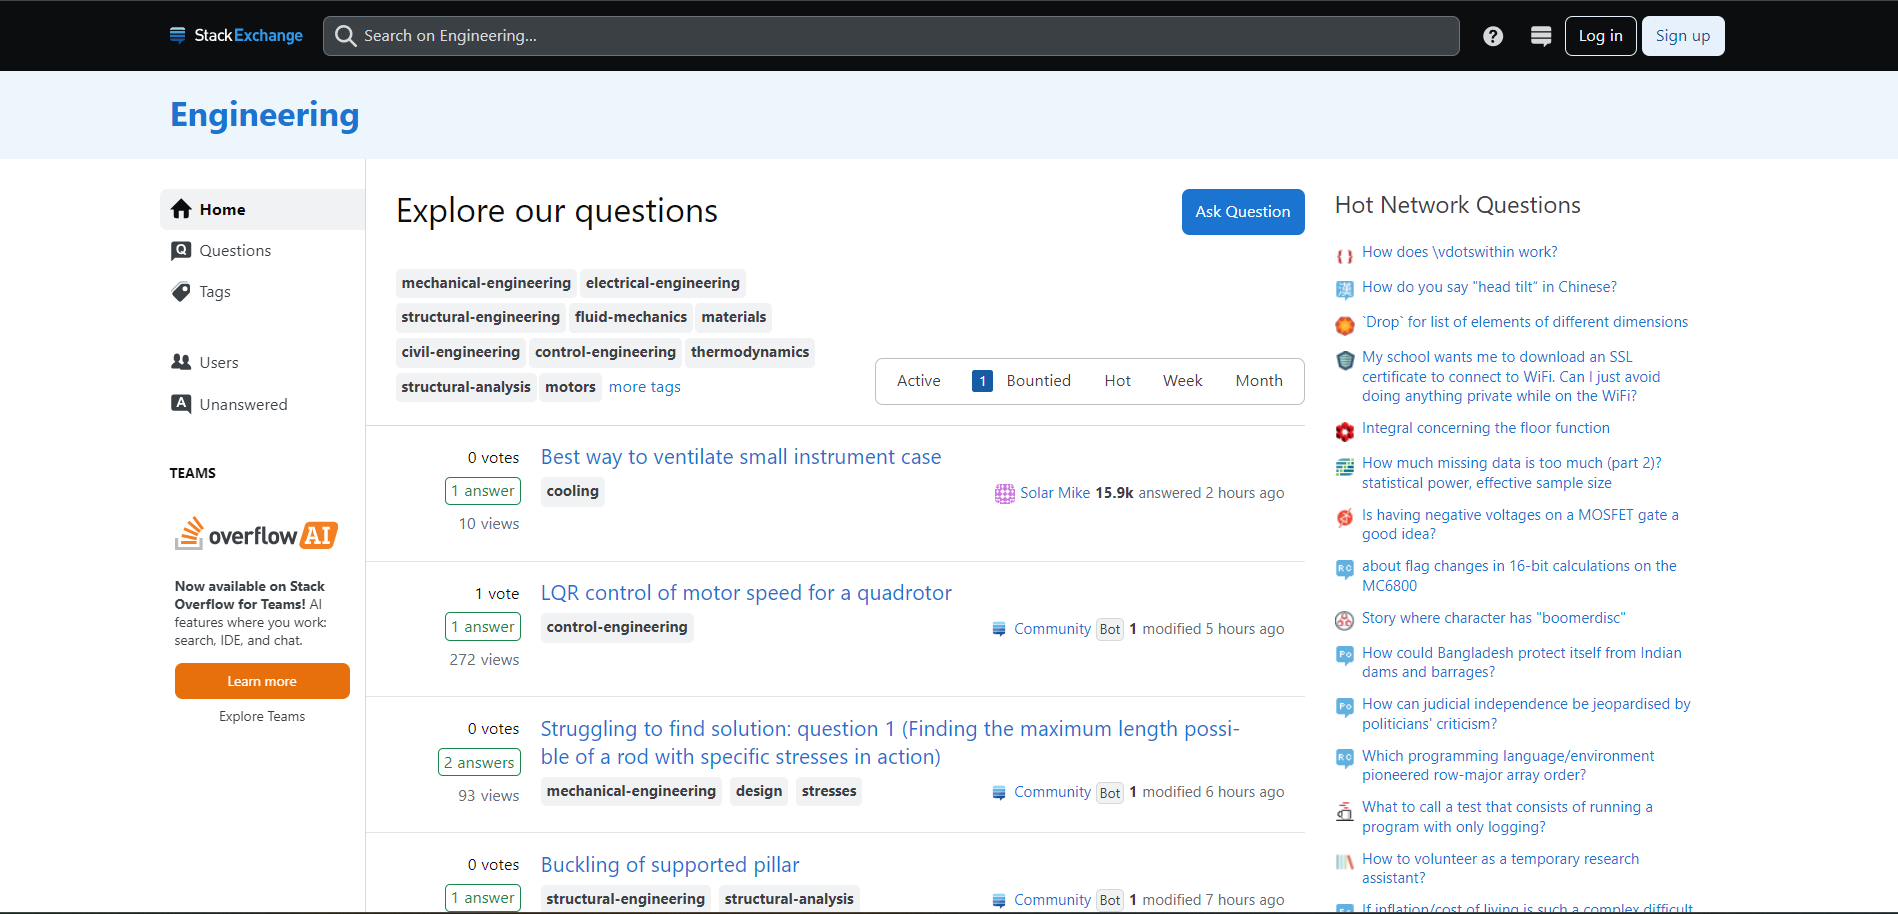 StackExchange
Search on Engineering...
?
Log in
Sign up
Engineering
Home
Q Questions
Tags
Users
A Unanswered
TEAMS
overflow AI
Now available on Stack
Overflow for Teams! AI
features where you work:
search, IDE, and chat.
Learn more
Explore Teams
Explore our questions
Ask Question
mechanical-engineering electrical-engineering
structural-engineering fluid-mechanics materials
civil-engineering control-engineering thermodynamics
structural-analysis motors more tags
Active 1 Bountied Hot Week Month
0 votes
1 answer
10 views
Best way to ventilate small instrument case
cooling
Solar Mike 15.9k answered 2 hours ago
1 vote
1 answer
272 views
LQR control of motor speed for a quadrotor
control-engineering
Community Bot 1 modified 5 hours ago
0 votes
2 answers
93 views
Struggling to find solution: question 1 (Finding the maximum length possi-
ble of a rod with specific stresses in action)
mechanical-engineering design stresses
Community Bot 1 modified 6 hours ago
0 votes
1 answer
Buckling of supported pillar
structural-engineering structural-analysis
Community Bot 1 modified 7 hours ago
Hot Network Questions
How does \vdotswithin work?
How do you say "head tilt" in Chinese?
`Drop` for list of elements of different dimensions
My school wants me to download an SSL
certificate to connect to WiFi. Can I just avoid
doing anything private while on the WiFi?
Integral concerning the floor function
How much missing data is too much (part 2)?
statistical power, effective sample size
Is having negative voltages on a MOSFET gate a
good idea?
RC about flag changes in 16-bit calculations on the
MC6800
Story where character has "boomerdisc"
Po How could Bangladesh protect itself from Indian
dams and barrages?
Po How can judicial independence be jeopardised by
politicians' criticism?
RC Which programming language/environment
pioneered row-major array order?
What to call a test that consists of running a
program with only logging?
How to volunteer as a temporary research
assistant?
If inflation/cost of living is such a complex difficult